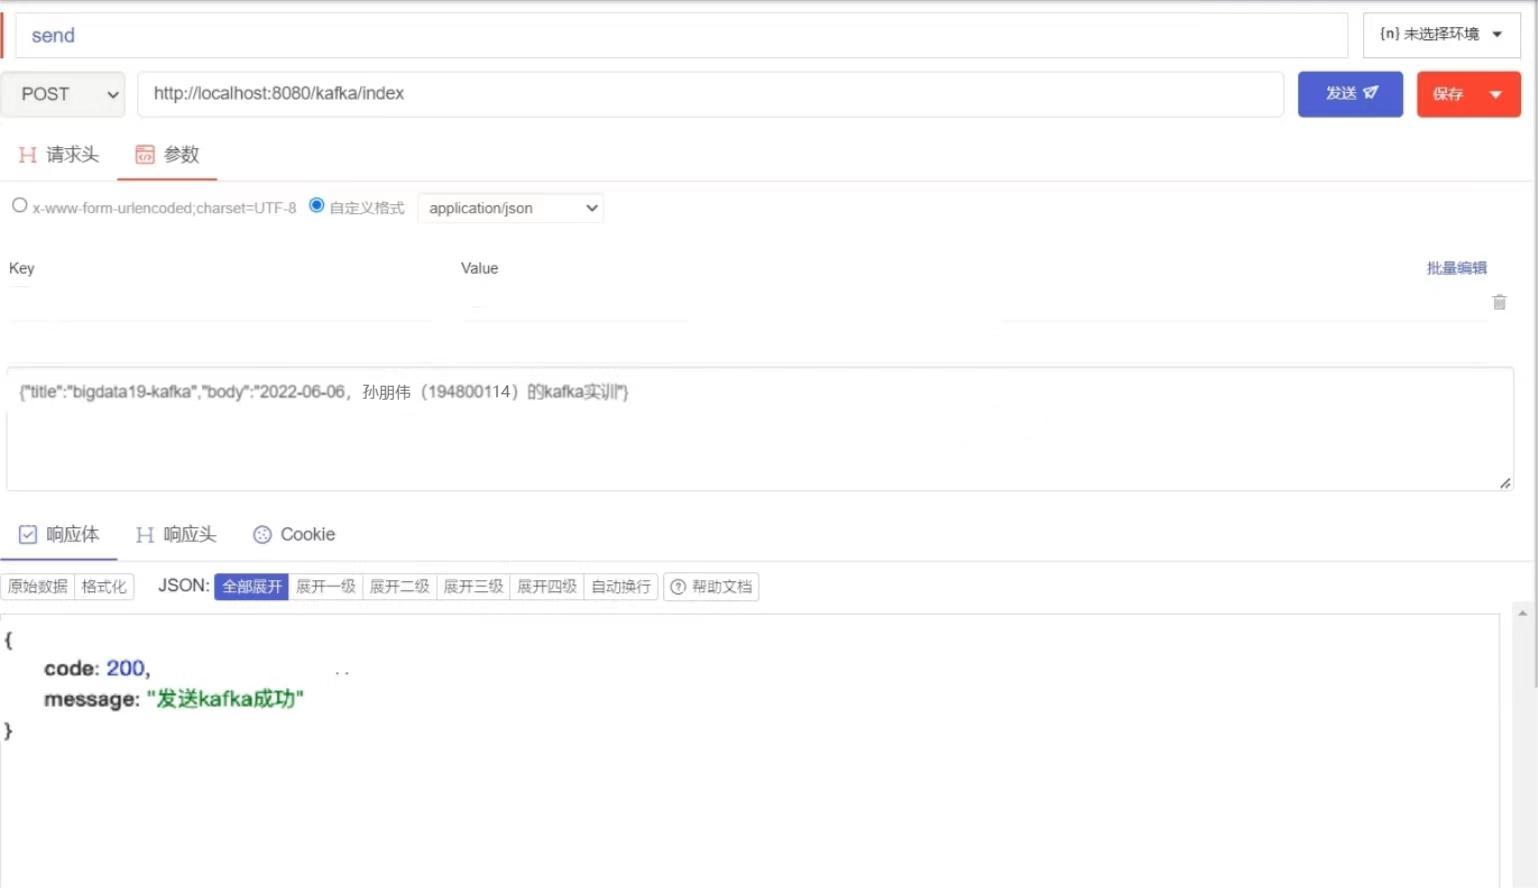 send
{n} 未选择环境
POST
http://localhost:8080/kafka/index
发送
保存
请求头
参数
x-www-form-urlencoded;charset=UTF-8
自定义格式
application/json
Key
Value
批量编辑
{"title":"bigdata19-kafka","body":"2022-06-06，孙朋伟（194800114）的kafka实训"}
响应体
响应头
Cookie
原始数据
格式化
JSON:
全部展开
展开一级
展开二级
展开三级
展开四级
自动换行
帮助文档
{
code: 200,
message: "发送kafka成功"
}